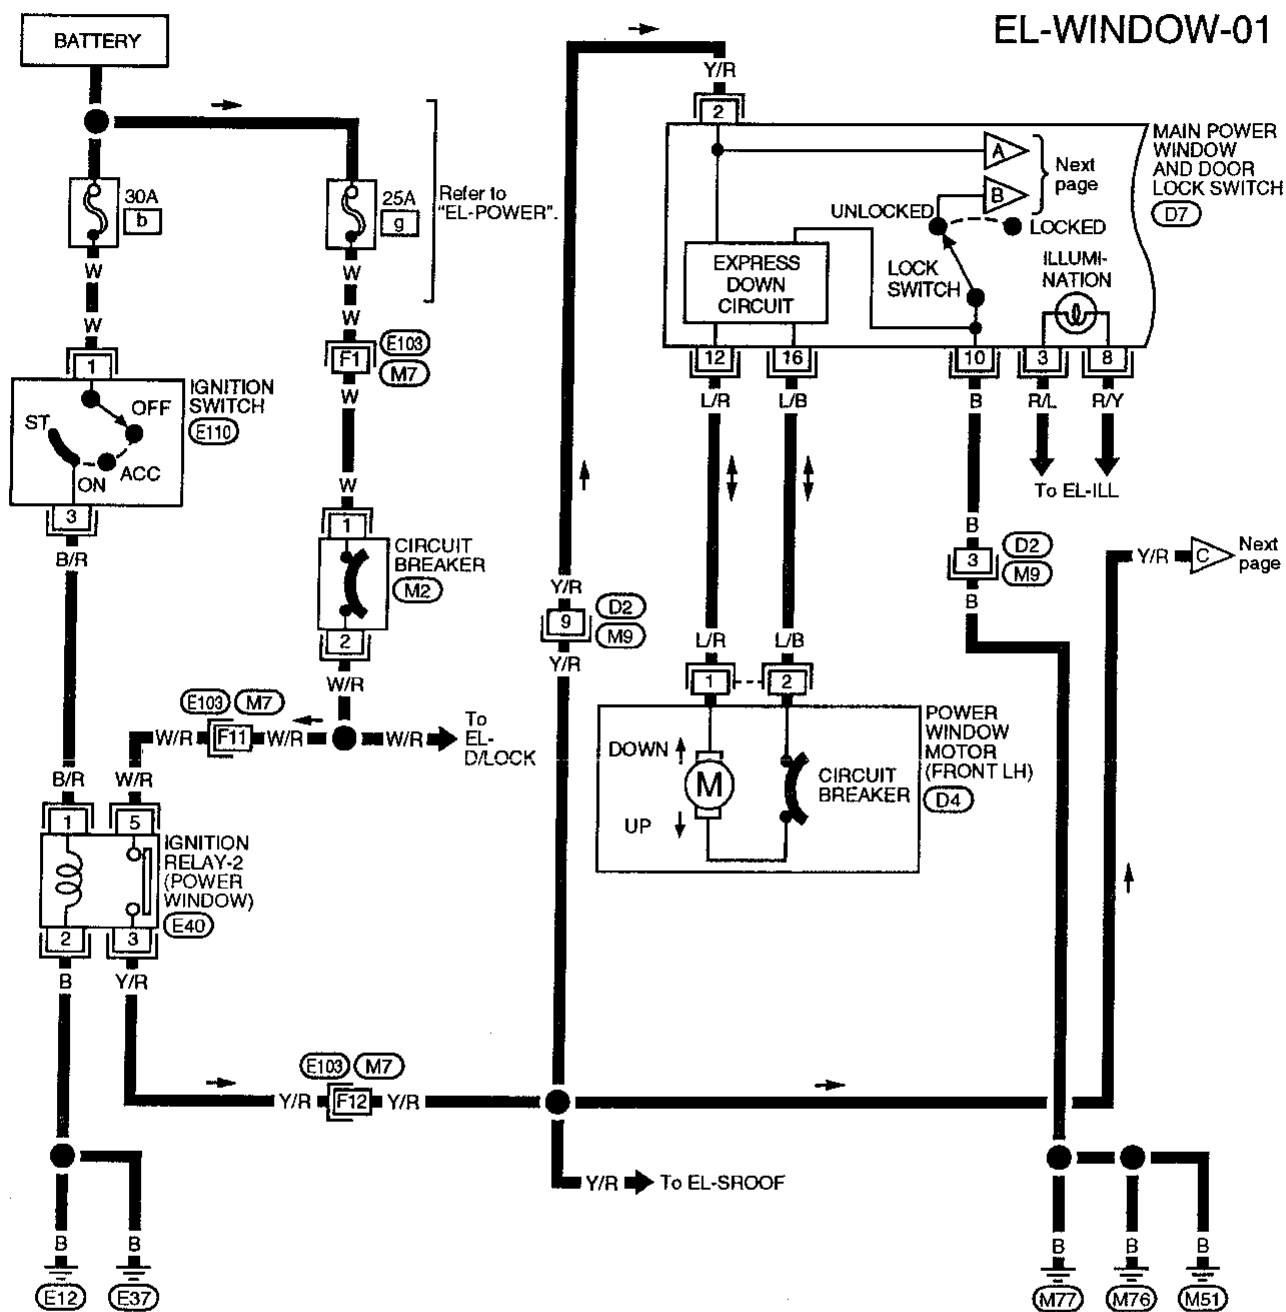 EL-WINDOW-01
BATTERY
30A
b
25A
g
Refer to
"EL-POWER".
W
W
W
W
1
IGNITION
SWITCH
E110
OFF
ST
ACC
ON
3
B/R
F1
E103
M7
W
W
1
CIRCUIT
BREAKER
M2
2
W/R
E103
M7
W/R
F11
W/R
W/R
To
EL-
D/LOCK
B/R
W/R
1
5
IGNITION
RELAY-2
(POWER
WINDOW)
E40
2
3
B
Y/R
E103
M7
Y/R
F12
Y/R
B
B
E12
E37
Y/R
To EL-SROOF
Y/R
9
D2
M9
Y/R
Y/R
2
MAIN POWER
WINDOW
AND DOOR
LOCK SWITCH
D7
A
B
Next
page
UNLOCKED
LOCKED
EXPRESS
DOWN
CIRCUIT
LOCK
SWITCH
ILLUMI-
NATION
12
16
10
3
8
L/R
L/B
B
R/L
R/Y
To EL-ILL
B
3
D2
M9
B
Y/R
C
Next
page
L/R
L/B
1
2
POWER
WINDOW
MOTOR
(FRONT LH)
D4
DOWN
M
UP
CIRCUIT
BREAKER
B
B
B
M77
M76
M51